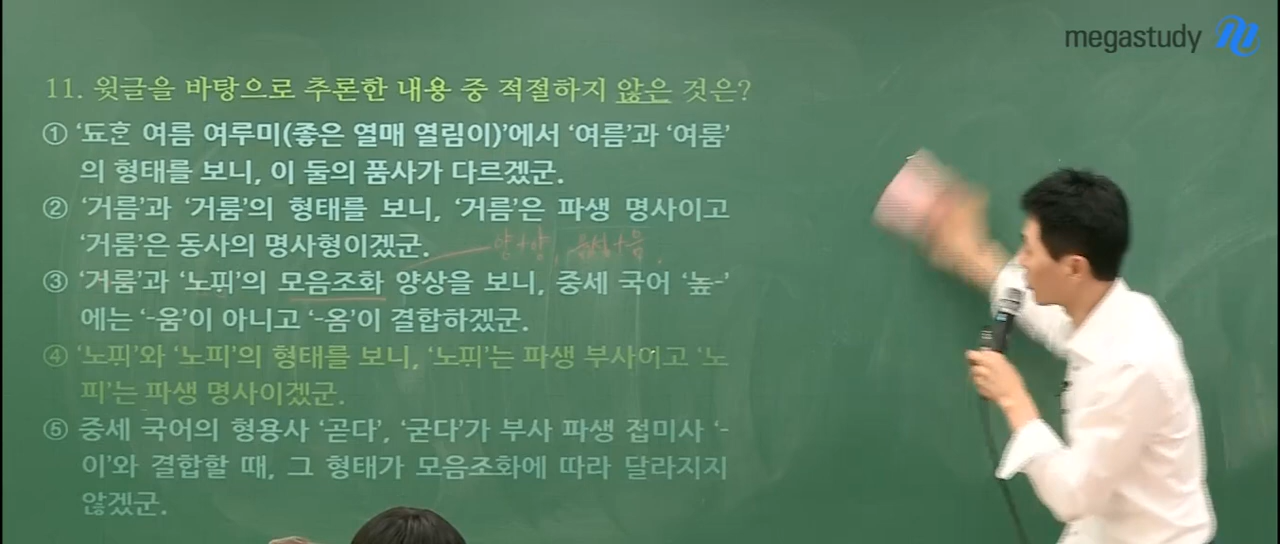 megastudy
11. 윗글을 바탕으로 추론한 내용 중 적절하지 않은 것은?
① ‘됴ᄒᆞᆫ 여름 여루미(좋은 열매 열림이)’에서 ‘여름’과 ‘여룸’
의 형태를 보니, 이 둘의 품사가 다르겠군.
② ‘거름’과 ‘거룸’의 형태를 보니, ‘거름’은 파생 명사이고
‘거룸’은 동사의 명사형이겠군.
③ ‘거룸’과 ‘노ᄑᆡ’의 모음조화 양상을 보니, 중세 국어 ‘높-’
에는 ‘-움’이 아니고 ‘-옴’이 결합하겠군.
④ ‘노ᄑᆡ’와 ‘노피’의 형태를 보니, ‘노ᄑᆡ’는 파생 부사이고 ‘노
피’는 파생 명사이겠군.
⑤ 중세 국어의 형용사 ‘곧다’, ‘굳다’가 부사 파생 접미사 ‘-
이’와 결합할 때, 그 형태가 모음조화에 따라 달라지지
않겠군.